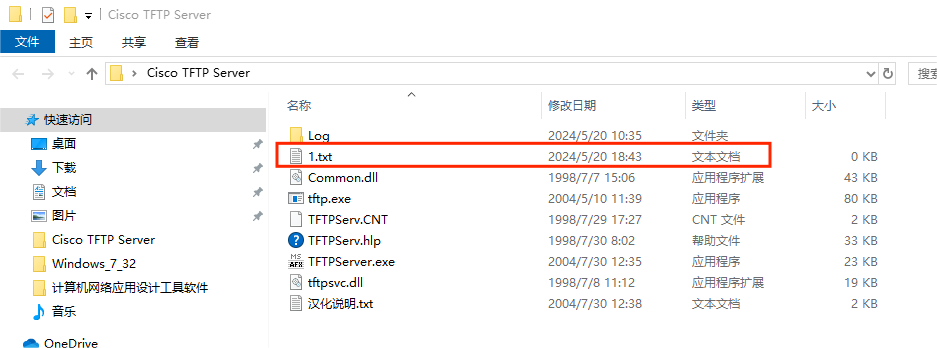 Cisco TFTP Server
文件 主页 共享 查看
Cisco TFTP Server 搜索
名称 修改日期 类型 大小
快速访问
桌面
下载
文档
图片
Cisco TFTP Server
Windows_7_32
计算机网络应用设计工具软件
音乐
OneDrive
Log 2024/5/20 10:35 文件夹
1.txt 2024/5/20 18:43 文本文档 0 KB
Common.dll 1998/7/7 15:06 应用程序扩展 43 KB
tftp.exe 2004/5/10 11:39 应用程序 80 KB
TFTPServ.CNT 1998/7/29 17:27 CNT 文件 2 KB
TFTPServ.hlp 1998/7/30 8:02 帮助文件 33 KB
TFTPServer.exe 2004/7/30 12:35 应用程序 23 KB
tftpsvc.dll 1998/7/8 11:12 应用程序扩展 19 KB
汉化说明.txt 2004/7/30 12:38 文本文档 2 KB